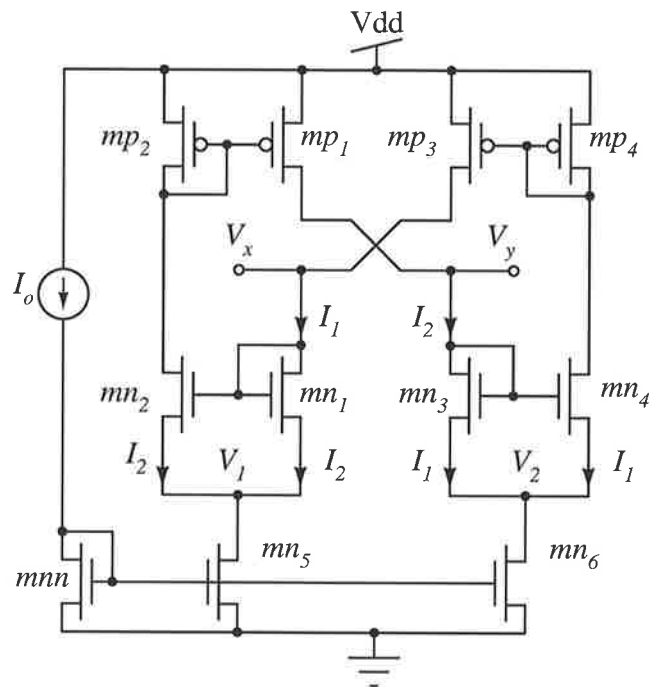 Vdd
mp2 mp1 mp3 mp4
Vx Vy
Io
I1 I2
mn2 mn1 mn3 mn4
I2 V1 I2 I1 V2 I1
mnn mn5 mn6